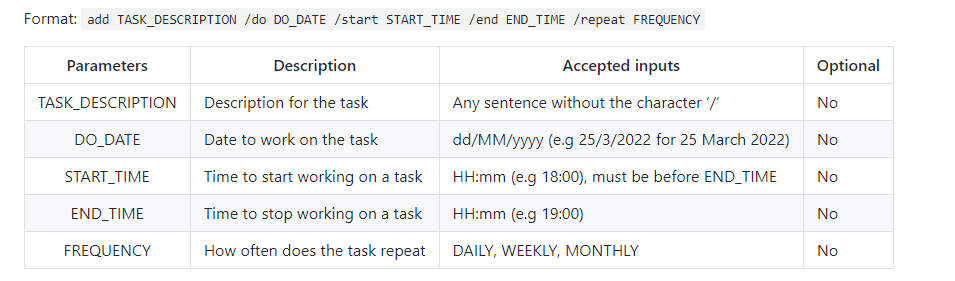 Format: add TASK_DESCRIPTION /do DO_DATE /start START_TIME /end END_TIME /repeat FREQUENCY
Parameters Description Accepted inputs Optional
TASK_DESCRIPTION Description for the task Any sentence without the character ‘/’ No
DO_DATE Date to work on the task dd/MM/yyyy (e.g 25/3/2022 for 25 March 2022) No
START_TIME Time to start working on a task HH:mm (e.g 18:00), must be before END_TIME No
END_TIME Time to stop working on a task HH:mm (e.g 19:00) No
FREQUENCY How often does the task repeat DAILY, WEEKLY, MONTHLY No